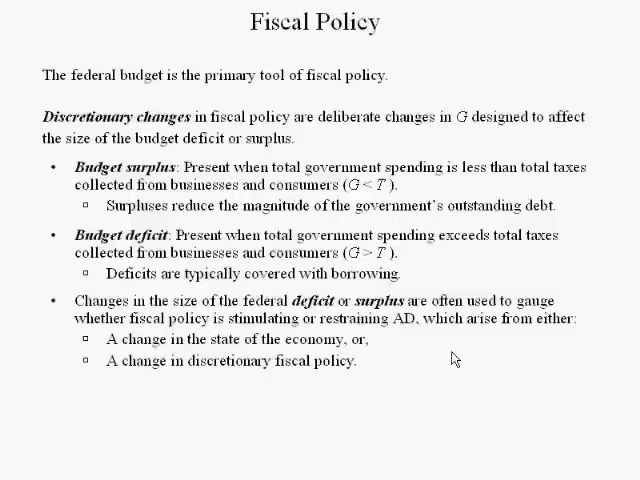 Fiscal Policy
The federal budget is the primary tool of fiscal policy.
Discretionary changes in fiscal policy are deliberate changes in G designed to affect
the size of the budget deficit or surplus.
• Budget surplus: Present when total government spending is less than total taxes
collected from businesses and consumers (G < T ).
▫ Surpluses reduce the magnitude of the government’s outstanding debt.
• Budget deficit: Present when total government spending exceeds total taxes
collected from businesses and consumers (G > T ).
▫ Deficits are typically covered with borrowing.
• Changes in the size of the federal deficit or surplus are often used to gauge
whether fiscal policy is stimulating or restraining AD, which arise from either:
▫ A change in the state of the economy, or,
▫ A change in discretionary fiscal policy.